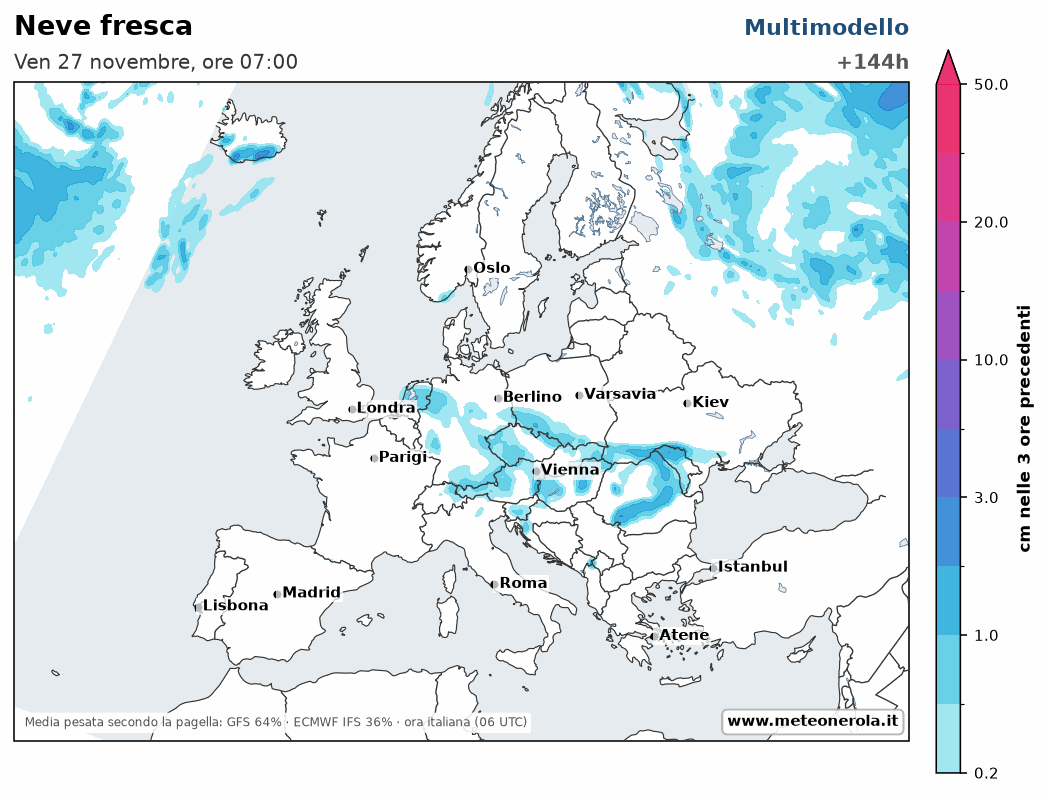 Neve fresca
Multimodello
Ven 27 novembre, ore 07:00
+144h
50.0
20.0
10.0
3.0
1.0
0.2
cm nelle 3 ore precedenti
Oslo
Berlino
Varsavia
Kiev
Londra
Parigi
Vienna
Istanbul
Roma
Madrid
Lisbona
Atene
Media pesata secondo la pagella: GFS 64% · ECMWF IFS 36% · ora italiana (06 UTC)
www.meteonerola.it